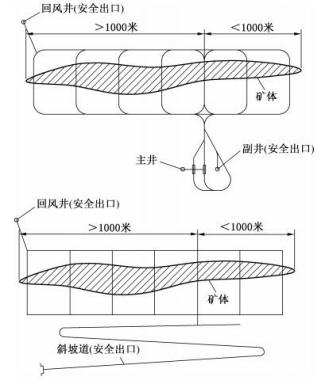 回风井(安全出口)
>1000米 <1000米
矿体
主井 副井(安全出口)
回风井(安全出口)
>1000米 <1000米
矿体
斜坡道(安全出口)